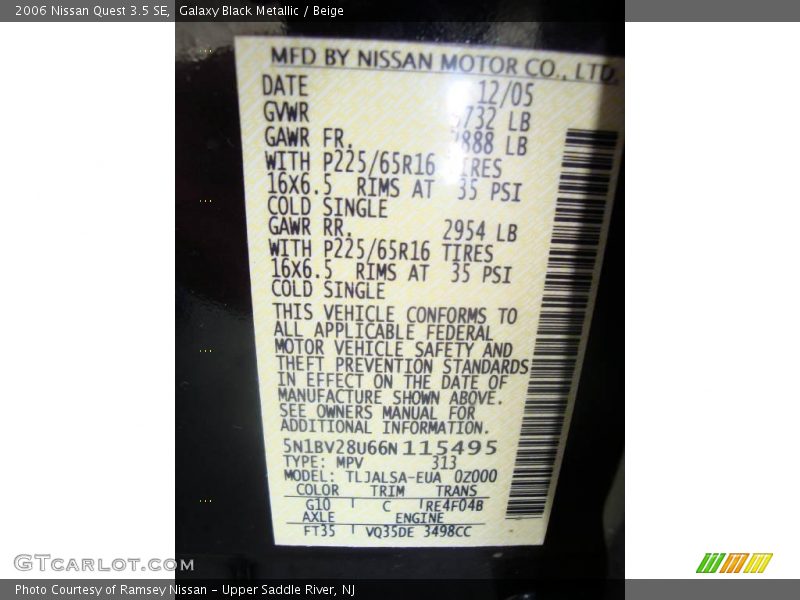 2006 Nissan Quest 3.5 SE, Galaxy Black Metallic / Beige
MFD BY NISSAN MOTOR CO., LTD.
DATE 12/05
GVWR 732 LB
GAWR FR. 888 LB
WITH P225/65R16 TIRES
16X6.5 RIMS AT 35 PSI
COLD SINGLE
GAWR RR. 2954 LB
WITH P225/65R16 TIRES
16X6.5 RIMS AT 35 PSI
COLD SINGLE
THIS VEHICLE CONFORMS TO
ALL APPLICABLE FEDERAL
MOTOR VEHICLE SAFETY AND
THEFT PREVENTION STANDARDS
IN EFFECT ON THE DATE OF
MANUFACTURE SHOWN ABOVE.
SEE OWNERS MANUAL FOR
ADDITIONAL INFORMATION.
5N1BV28U66N115495
TYPE: MPV 313
MODEL: TLJALSA-EUA 0Z000
COLOR TRIM TRANS
G10 C RE4F04B
AXLE ENGINE
FT35 VQ35DE 3498CC
GTCarLot.com
Photo Courtesy of Ramsey Nissan - Upper Saddle River, NJ